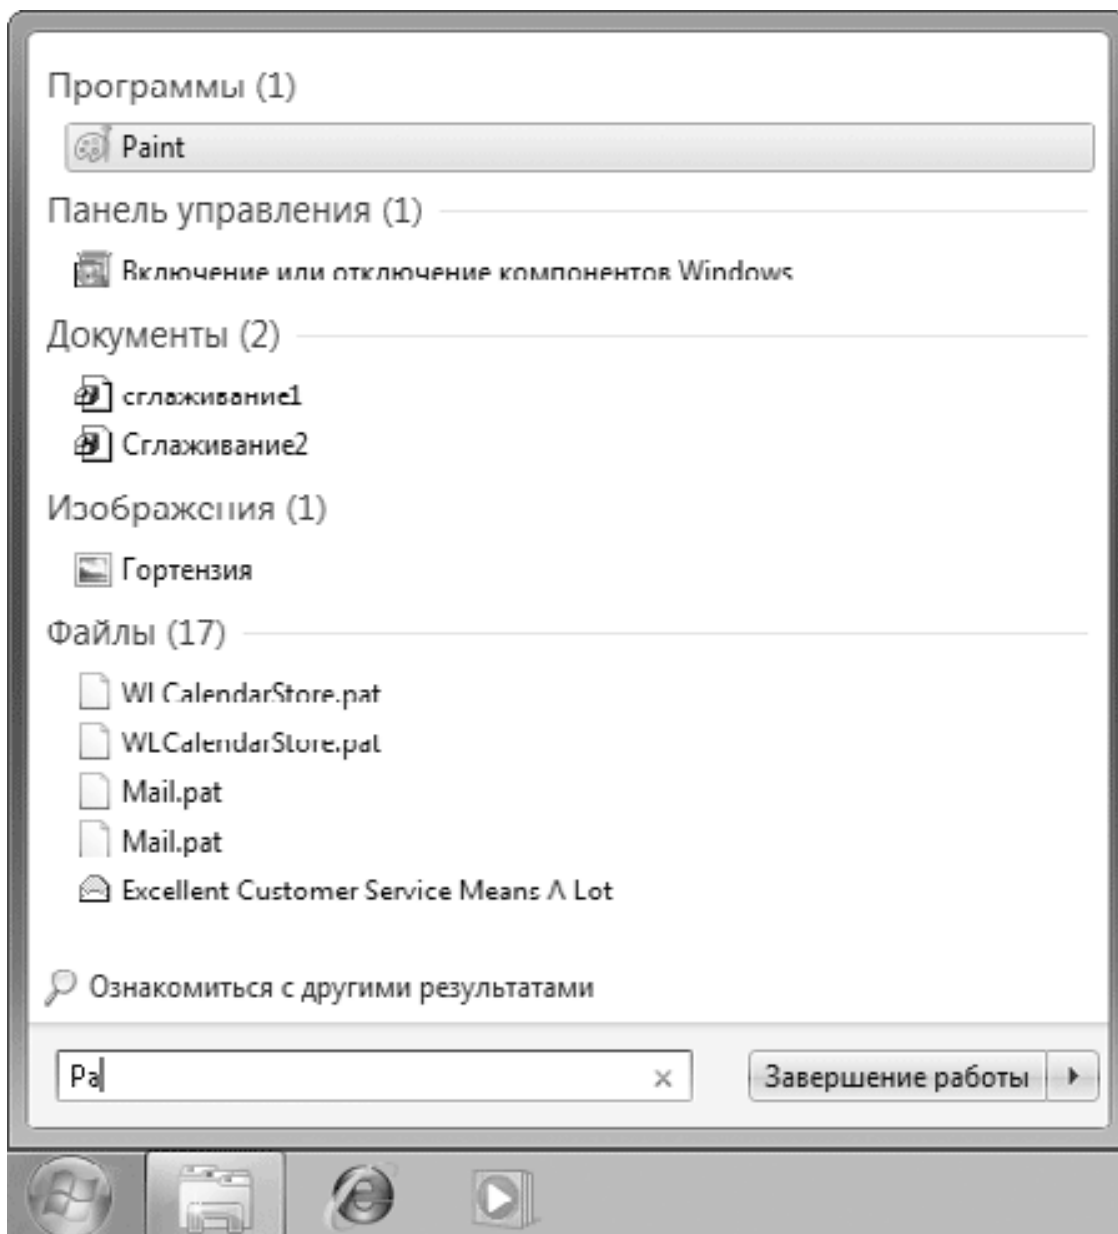 Программы (1)
Paint
Панель управления (1)
Включение или отключение компонентов Windows
Документы (2)
сглаживание1
Сглаживание2
Изображения (1)
Гортензия
Файлы (17)
WLCalendarStore.pat
WLCalendarStore.pat
Mail.pat
Mail.pat
Excellent Customer Service Means A Lot
Ознакомиться с другими результатами
Pa
Завершение работы